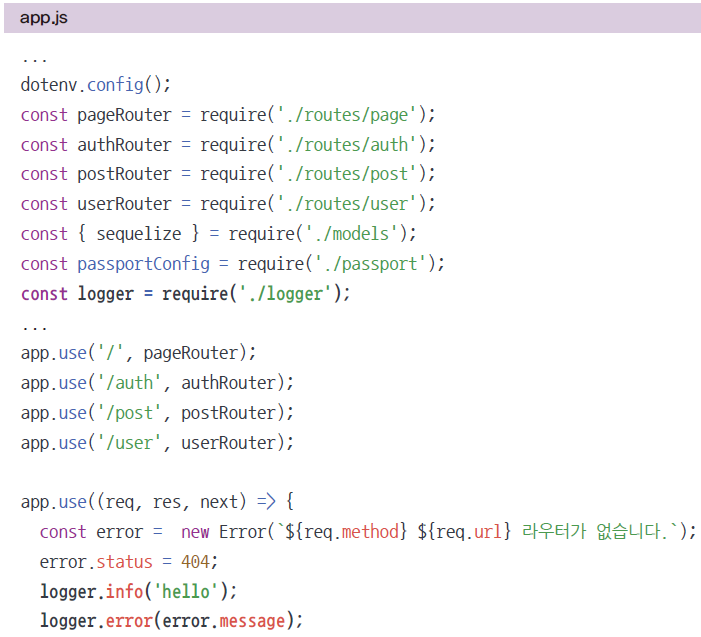 app.js
...
dotenv.config();
const pageRouter = require('./routes/page');
const authRouter = require('./routes/auth');
const postRouter = require('./routes/post');
const userRouter = require('./routes/user');
const { sequelize } = require('./models');
const passportConfig = require('./passport');
const logger = require('./logger');
...
app.use('/', pageRouter);
app.use('/auth', authRouter);
app.use('/post', postRouter);
app.use('/user', userRouter);

app.use((req, res, next) => {
  const error =  new Error(`${req.method} ${req.url} 라우터가 없습니다.`);
  error.status = 404;
  logger.info('hello');
  logger.error(error.message);